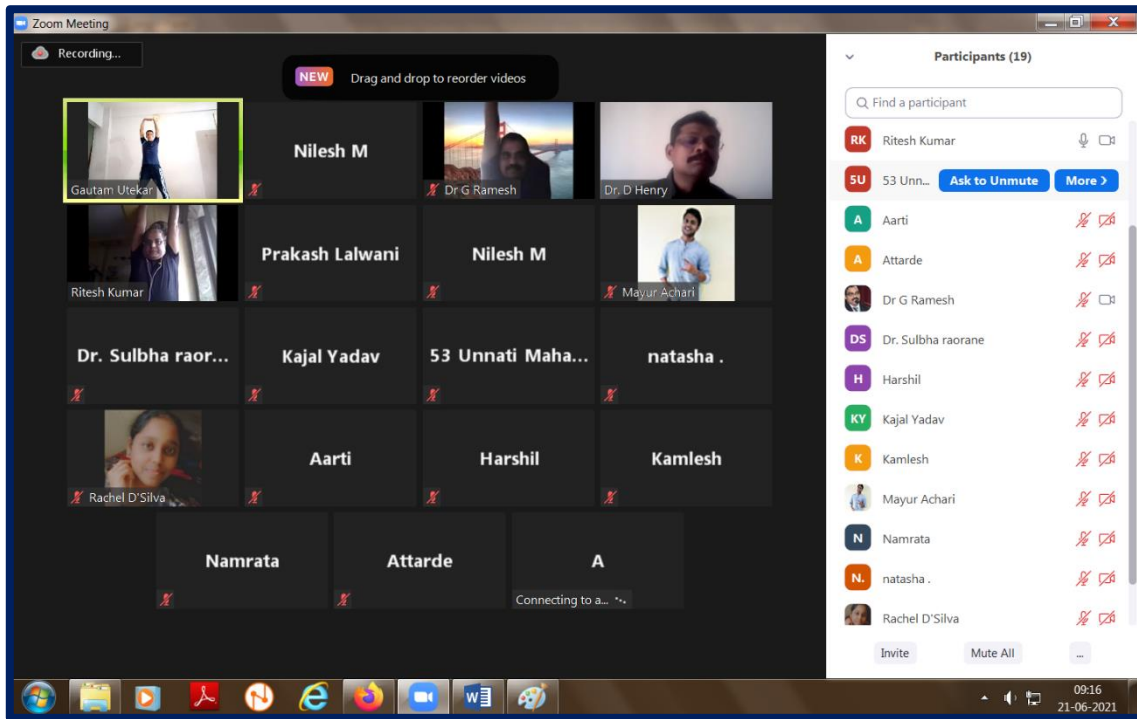 Zoom Meeting
Recording...
NEW Drag and drop to reorder videos
Gautam Utekar
Nilesh M
Dr G Ramesh
Dr. D Henry
Ritesh Kumar
Prakash Lalwani
Nilesh M
Mayur Achari
Dr. Sulbha raor...
Kajal Yadav
53 Unnati Maha...
natasha .
Rachel D'Silva
Aarti
Harshil
Kamlesh
Namrata
Attarde
A
Connecting to a...
Participants (19)
Find a participant
RK Ritesh Kumar
5U 53 Unn... Ask to Unmute More >
A Aarti
A Attarde
Dr G Ramesh
DS Dr. Sulbha raorane
H Harshil
KY Kajal Yadav
K Kamlesh
Mayur Achari
N Namrata
N. natasha .
Rachel D'Silva
Invite Mute All ...
09:16
21-06-2021